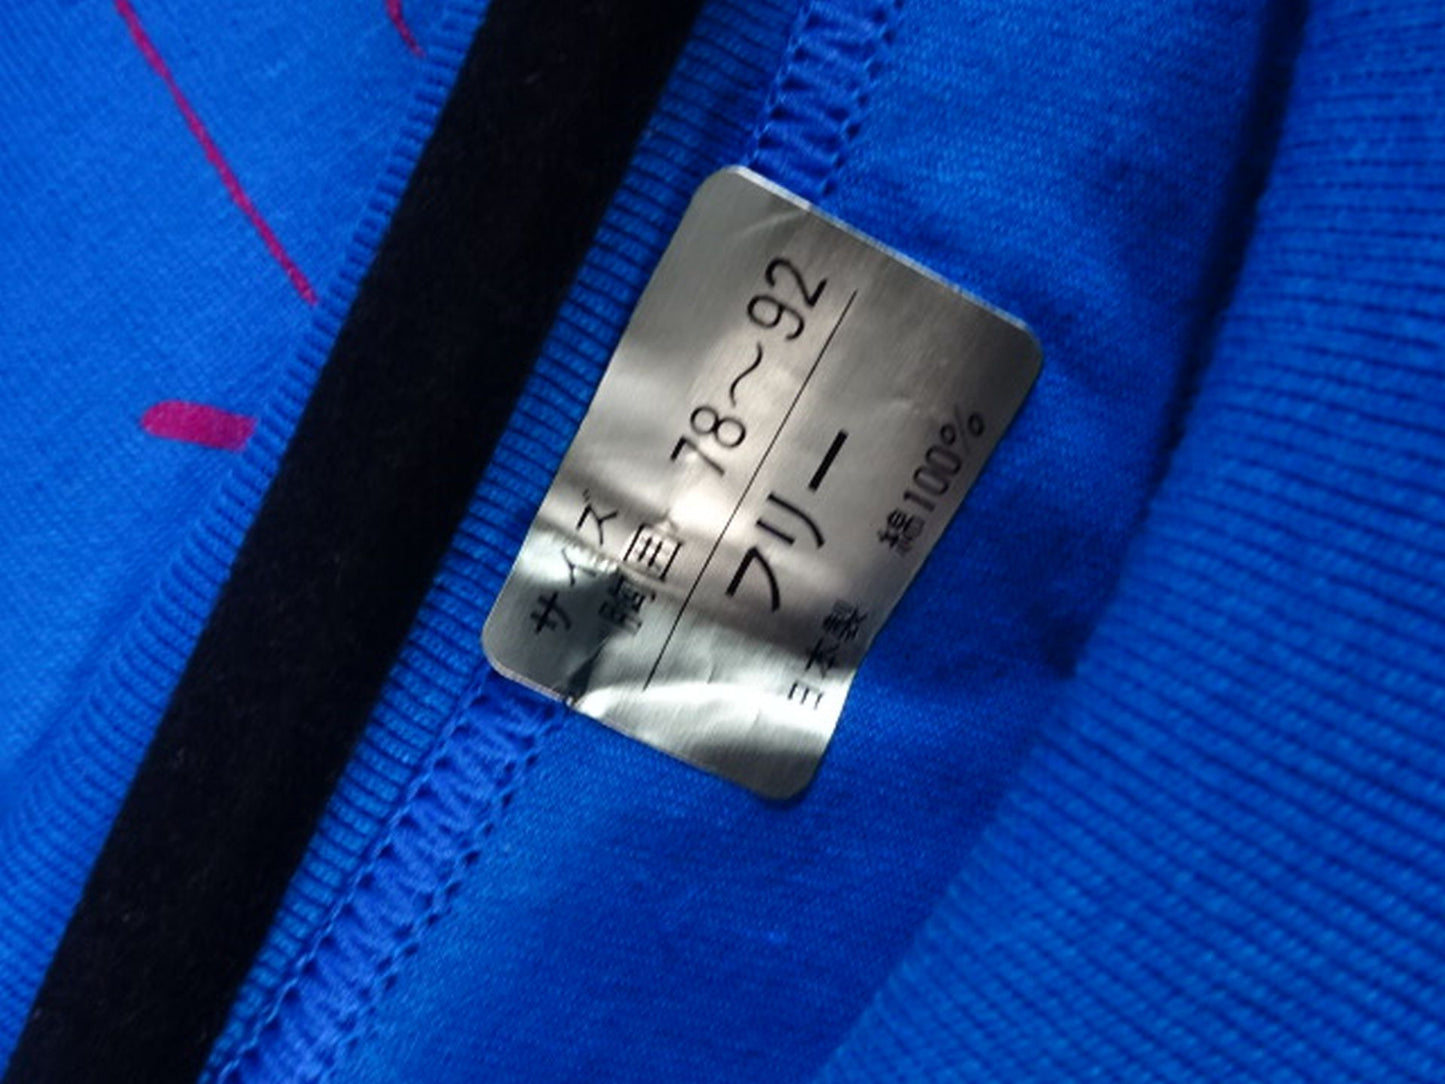 サイズ
胸囲 78～92
フリー
綿100%
日本製